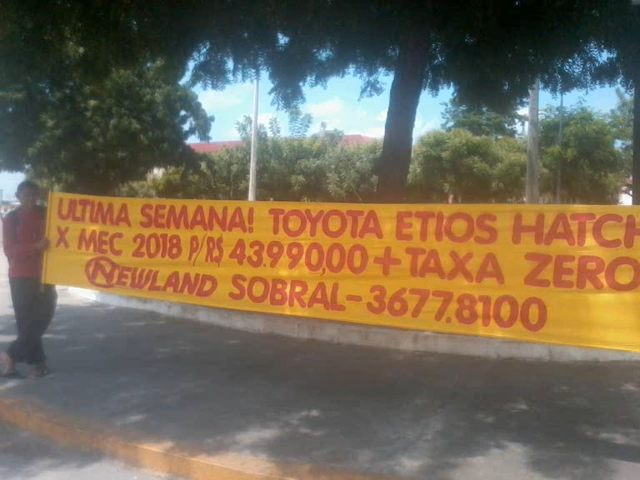 ULTIMA SEMANA! TOYOTA ETIOS HATCH
X MEC 2018 P/R$ 43.990,00 + TAXA ZERO
NEWLAND SOBRAL - 3677.8100